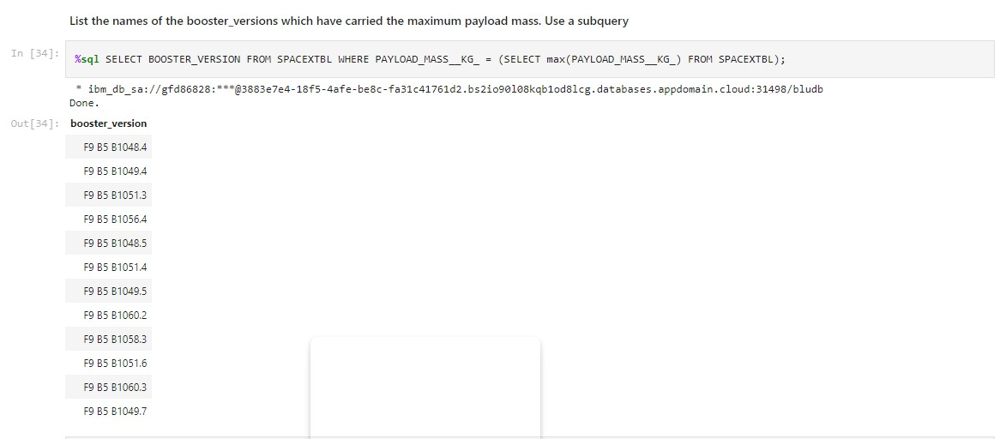 List the names of the booster_versions which have carried the maximum payload mass. Use a subquery
In [34]: %sql SELECT BOOSTER_VERSION FROM SPACEXTBL WHERE PAYLOAD_MASS__KG_ = (SELECT max(PAYLOAD_MASS__KG_) FROM SPACEXTBL);
* ibm_db_sa://gfd86828:***@3883e7e4-18f5-4afe-be8c-fa31c41761d2.bs2io90l08kqb1od8lcg.databases.appdomain.cloud:31498/bludb
Done.
Out[34]: booster_version
F9 B5 B1048.4
F9 B5 B1049.4
F9 B5 B1051.3
F9 B5 B1056.4
F9 B5 B1048.5
F9 B5 B1051.4
F9 B5 B1049.5
F9 B5 B1060.2
F9 B5 B1058.3
F9 B5 B1051.6
F9 B5 B1060.3
F9 B5 B1049.7